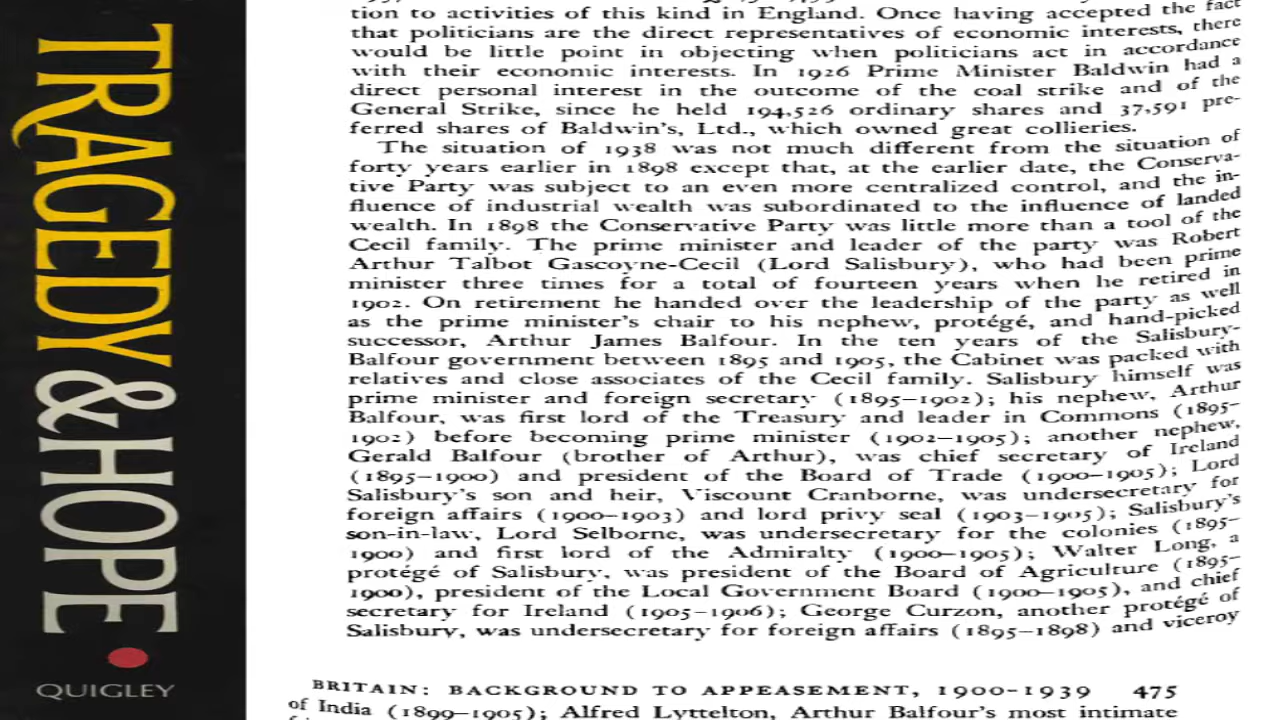 TRAGEDY & HOPE
QUIGLEY
tion to activities of this kind in England. Once having accepted the fact
that politicians are the direct representatives of economic interests, there
would be little point in objecting when politicians act in accordance
with their economic interests. In 1926 Prime Minister Baldwin had a
direct personal interest in the outcome of the coal strike and of the
General Strike, since he held 194,526 ordinary shares and 37,591 pre-
ferred shares of Baldwin's, Ltd., which owned great collieries.
The situation of 1938 was not much different from the situation of
forty years earlier in 1898 except that, at the earlier date, the Conserva-
tive Party was subject to an even more centralized control, and the in-
fluence of industrial wealth was subordinated to the influence of landed
wealth. In 1898 the Conservative Party was little more than a tool of the
Cecil family. The prime minister and leader of the party was Robert
Arthur Talbot Gascoyne-Cecil (Lord Salisbury), who had been prime
minister three times for a total of fourteen years when he retired in
1902. On retirement he handed over the leadership of the party as well
as the prime minister's chair to his nephew, protégé, and hand-picked
successor, Arthur James Balfour. In the ten years of the Salisbury-
Balfour government between 1895 and 1905, the Cabinet was packed with
relatives and close associates of the Cecil family. Salisbury himself was
prime minister and foreign secretary (1895–1902); his nephew, Arthur
Balfour, was first lord of the Treasury and leader in Commons (1895–
1902) before becoming prime minister (1902–1905); another nephew,
Gerald Balfour (brother of Arthur), was chief secretary of Ireland
(1895–1900) and president of the Board of Trade (1900–1905); Lord
Salisbury's son and heir, Viscount Cranborne, was undersecretary for
foreign affairs (1900–1903) and lord privy seal (1903–1905); Salisbury's
son-in-law, Lord Selborne, was undersecretary for the colonies (1895–
1900) and first lord of the Admiralty (1900–1905); Walter Long, a
protégé of Salisbury, was president of the Board of Agriculture (1895–
1900), president of the Local Government Board (1900–1905), and chief
secretary for Ireland (1905–1906); George Curzon, another protégé of
Salisbury, was undersecretary for foreign affairs (1895–1898) and viceroy
BRITAIN: BACKGROUND TO APPEASEMENT, 1900-1939 475
of India (1899–1905); Alfred Lyttelton, Arthur Balfour's most intimate